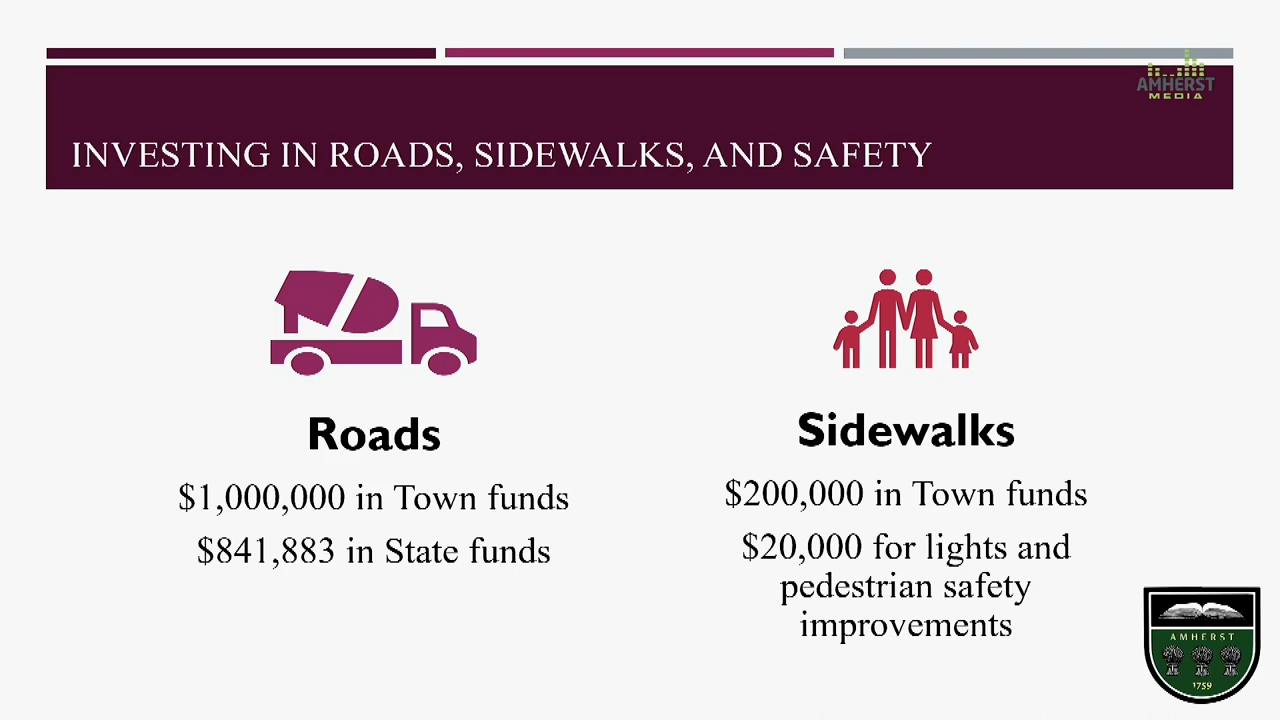 AMHERST
MEDIA
INVESTING IN ROADS, SIDEWALKS, AND SAFETY
Roads
$1,000,000 in Town funds
$841,883 in State funds
Sidewalks
$200,000 in Town funds
$20,000 for lights and
pedestrian safety
improvements
AMHERST
1759